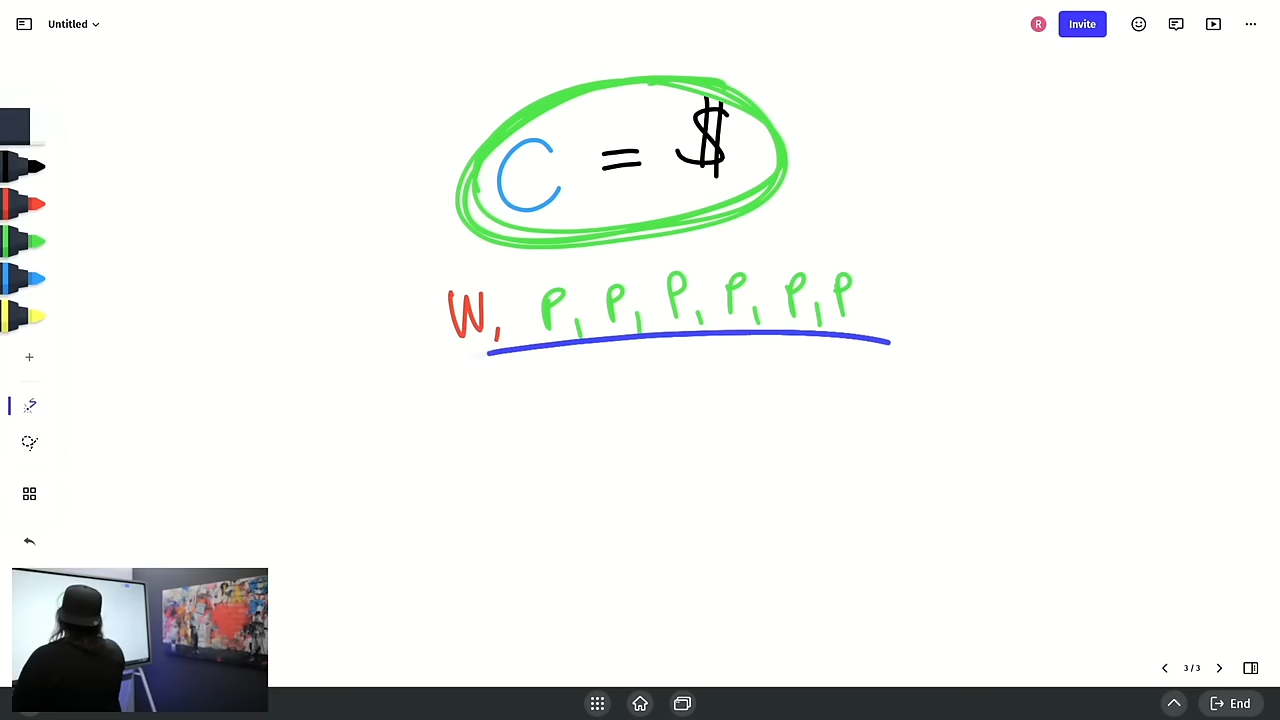 Untitled
R
Invite
C = $
W, P, P, P, P, P, P
3/3
End